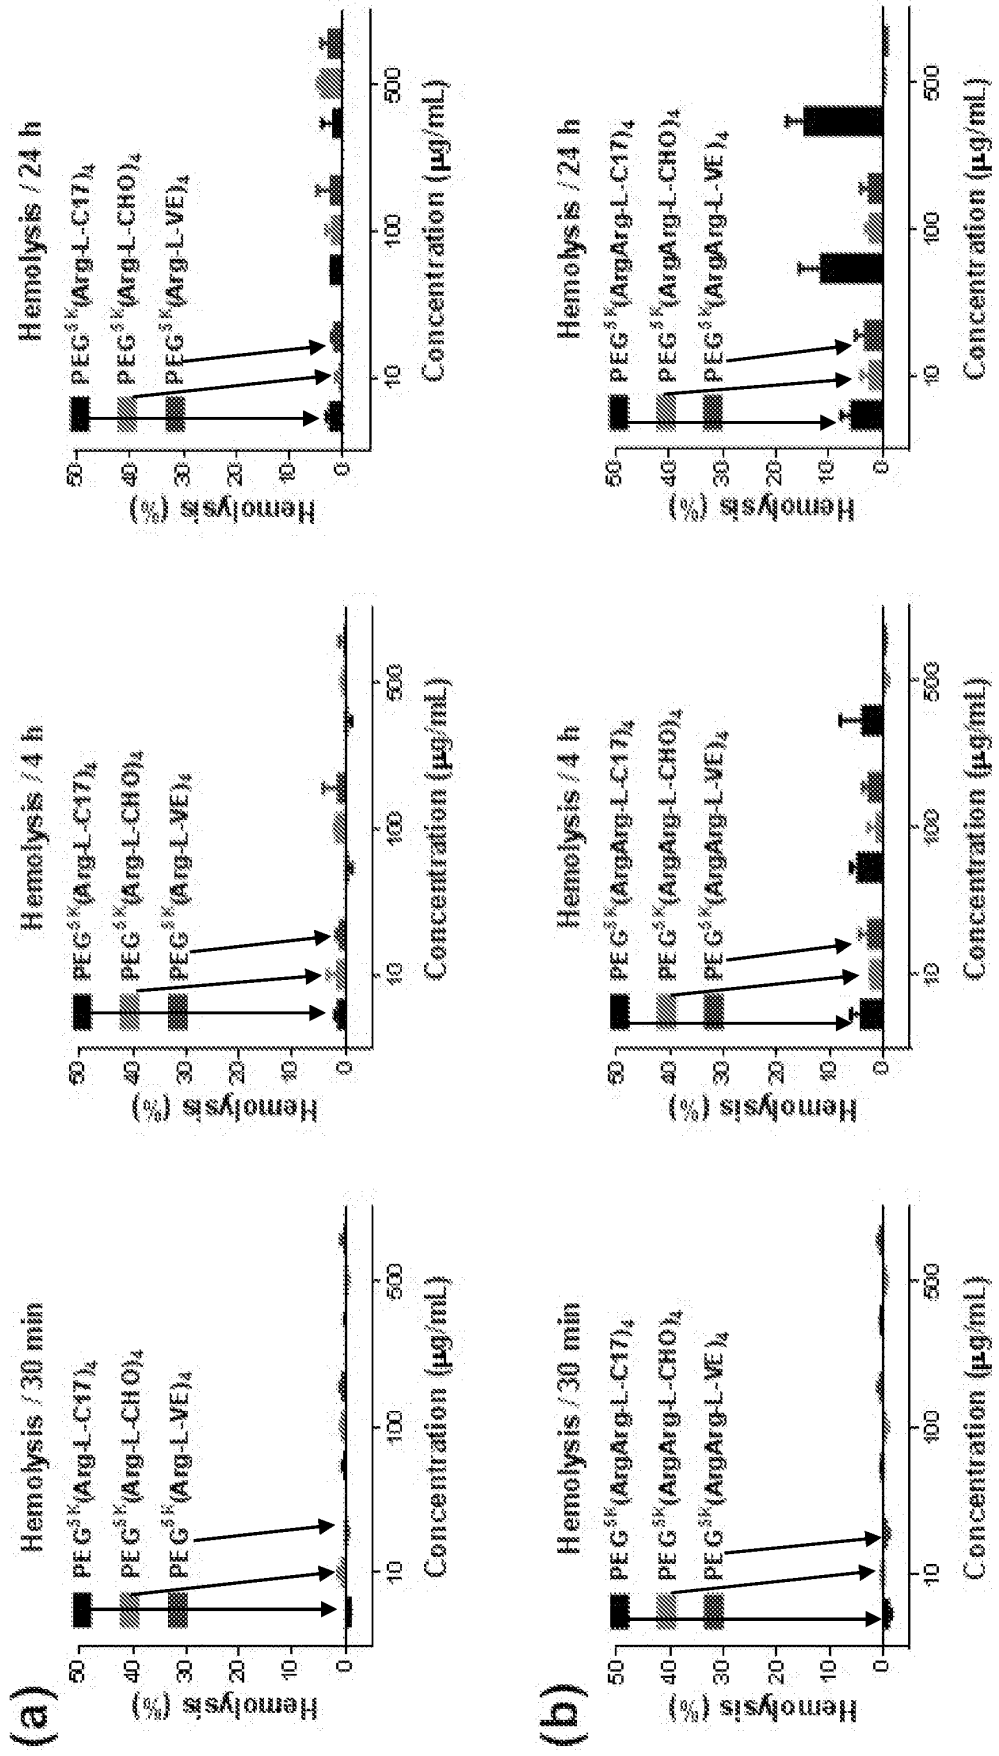 (a)
Hemolysis / 30 min
PEG5K(Arg-L-C17)4
PEG5K(Arg-L-CHO)4
PEG5K(Arg-L-VE)4
Hemolysis (%)
50
40
30
20
10
0
10
100
500
Concentration (μg/mL)
Hemolysis / 4 h
PEG5K(Arg-L-C17)4
PEG5K(Arg-L-CHO)4
PEG5K(Arg-L-VE)4
Hemolysis (%)
50
40
30
20
10
0
10
100
500
Concentration (μg/mL)
Hemolysis / 24 h
PEG5K(Arg-L-C17)4
PEG5K(Arg-L-CHO)4
PEG5K(Arg-L-VE)4
Hemolysis (%)
50
40
30
20
10
0
10
100
500
Concentration (μg/mL)
(b)
Hemolysis / 30 min
PEG5K(ArgArg-L-C17)4
PEG5K(ArgArg-L-CHO)4
PEG5K(ArgArg-L-VE)4
Hemolysis (%)
50
40
30
20
10
0
10
100
500
Concentration (μg/mL)
Hemolysis / 4 h
PEG5K(ArgArg-L-C17)4
PEG5K(ArgArg-L-CHO)4
PEG5K(ArgArg-L-VE)4
Hemolysis (%)
50
40
30
20
10
0
10
100
500
Concentration (μg/mL)
Hemolysis / 24 h
PEG5K(ArgArg-L-C17)4
PEG5K(ArgArg-L-CHO)4
PEG5K(ArgArg-L-VE)4
Hemolysis (%)
50
40
30
20
10
0
10
100
500
Concentration (μg/mL)